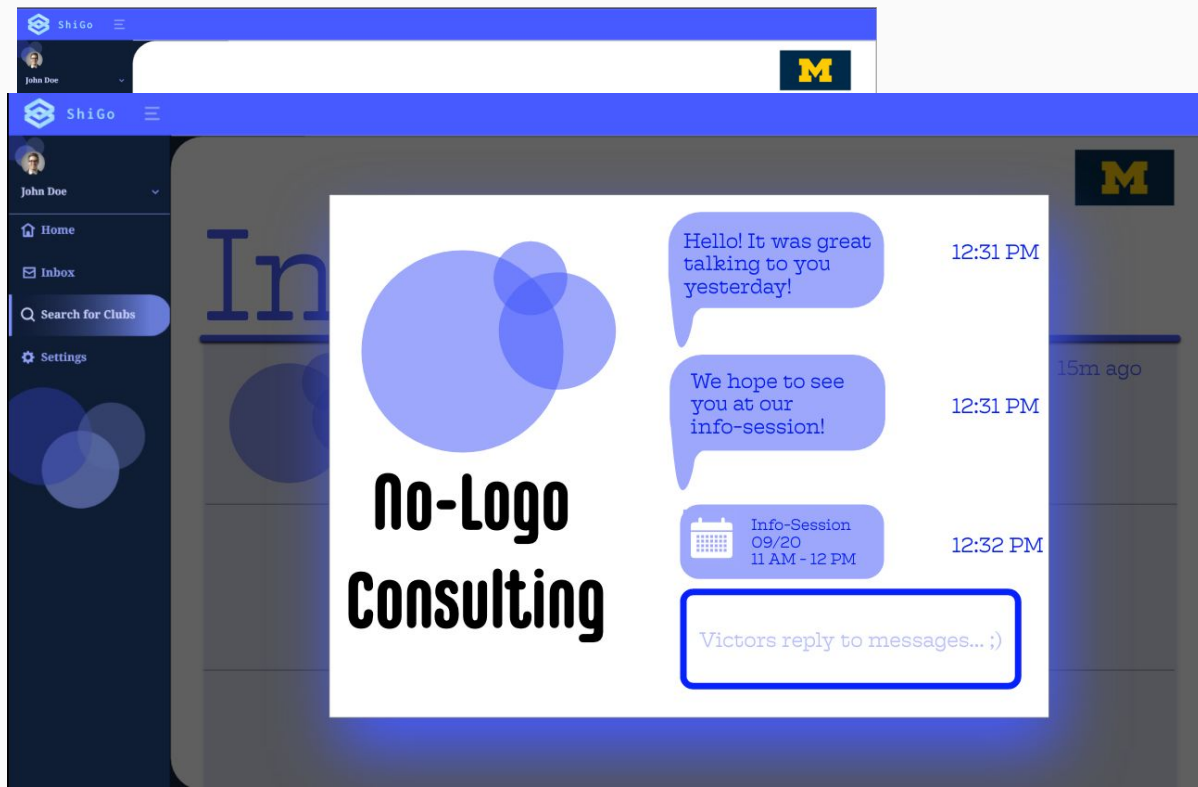 ShiGo
John Doe
M
ShiGo
John Doe
M
Home
Inbox
Search for Clubs
Settings
In
15m ago
No-Logo
Consulting
Hello! It was great
talking to you
yesterday!
12:31 PM
We hope to see
you at our
info-session!
12:31 PM
Info-Session
09/20
11 AM - 12 PM
12:32 PM
Victors reply to messages... ;)